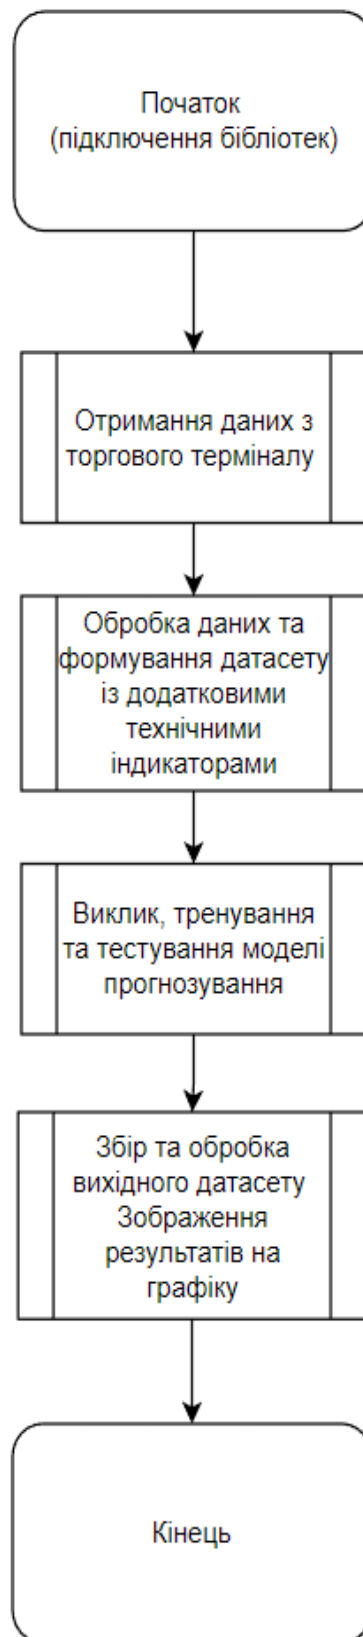 Початок
(підключення бібліотек)
Отримання даних з
торгового терміналу
Обробка даних та
формування датасету
із додатковими
технічними
індикаторами
Виклик, тренування
та тестування моделі
прогнозування
Збір та обробка
вихідного датасету
Зображення
результатів на
графіку
Кінець